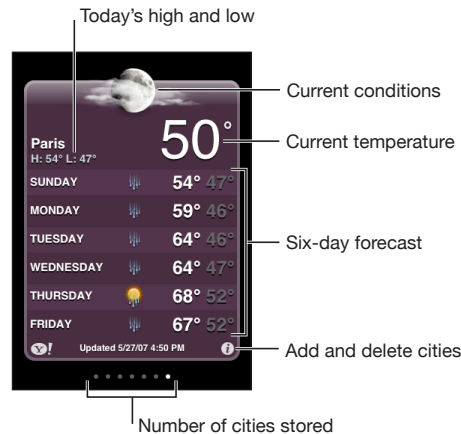 Today's high and low
Current conditions
50°
Current temperature
Paris
H: 54° L: 47°
SUNDAY 54° 47°
MONDAY 59° 46°
TUESDAY 64° 46°
Six-day forecast
WEDNESDAY 64° 47°
THURSDAY 68° 52°
FRIDAY 67° 52°
Y! Updated 5/27/07 4:50 PM i
Add and delete cities
Number of cities stored